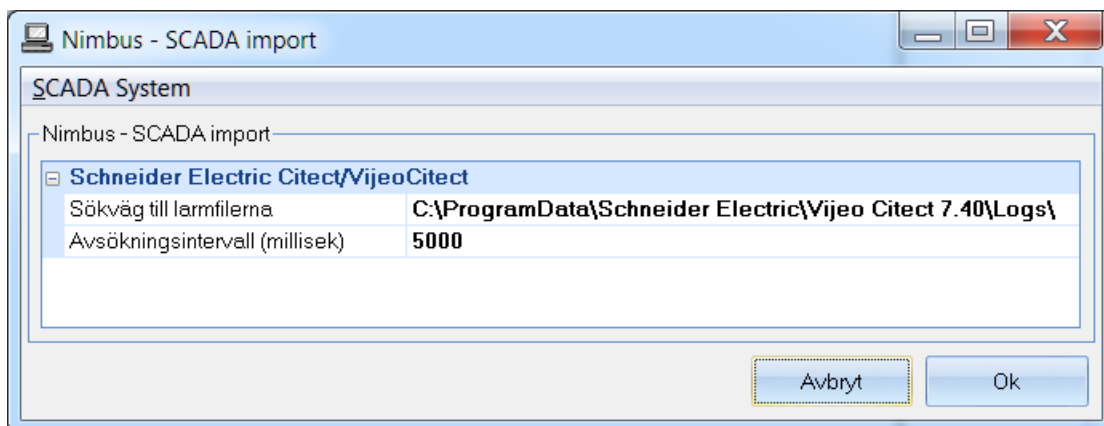 Nimbus - SCADA import
SCADA System
Nimbus - SCADA import
Schneider Electric Citect/VijeoCitect
Sökväg till larmfilerna C:\ProgramData\Schneider Electric\Vijeo Citect 7.40\Logs\
Avsökningsintervall (millisek) 5000
Avbryt Ok